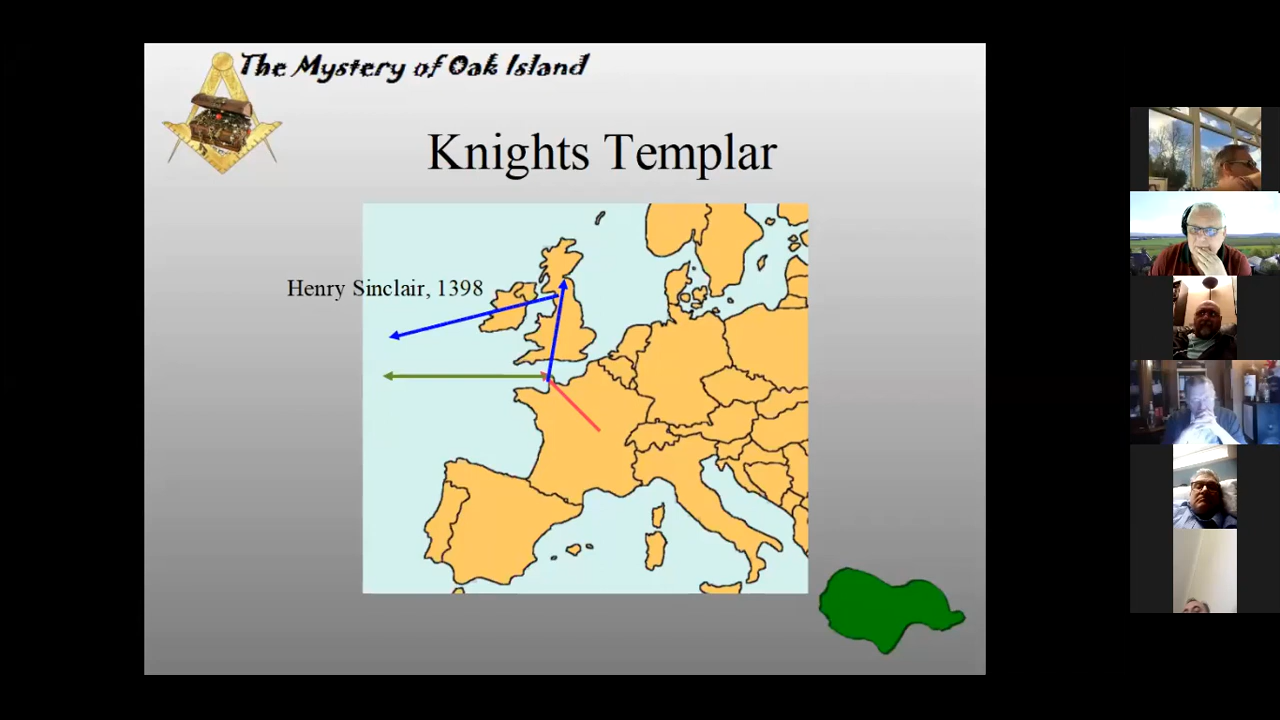 The Mystery of Oak Island
Knights Templar
Henry Sinclair, 1398